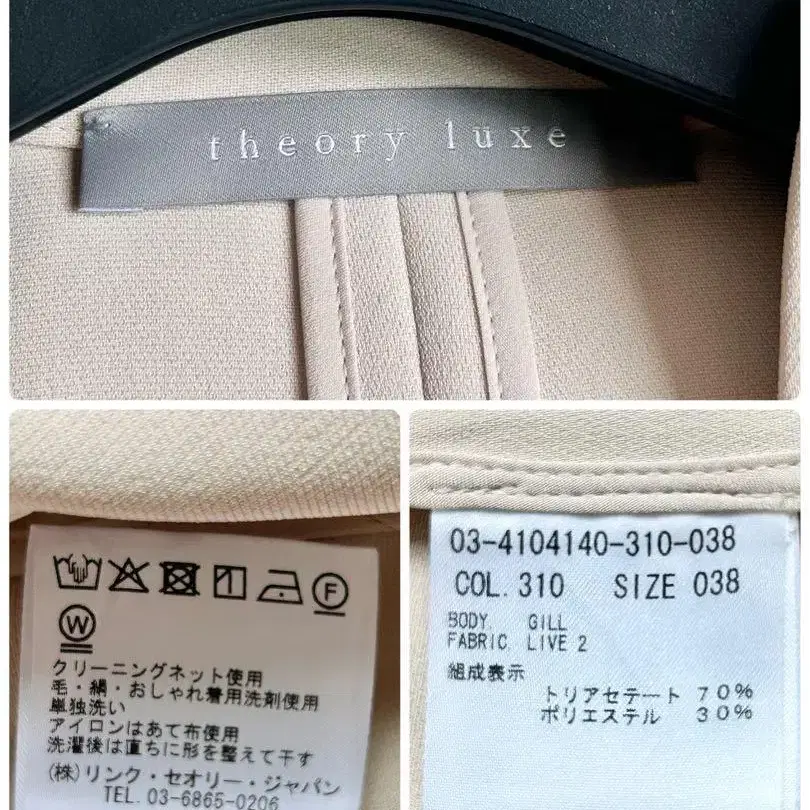 theory lüxe
F
W
クリーニングネット使用
毛・絹・おしゃれ着用洗剤使用
単独洗い
アイロンはあて布使用
洗濯後は直ちに形を整えて干す
(株)リンク・セオリー・ジャパン
TEL. 03-6865-0206
03-4104140-310-038
COL. 310 SIZE 038
BODY. GILL
FABRIC LIVE 2
組成表示
トリアセテート 70%
ポリエステル 30%